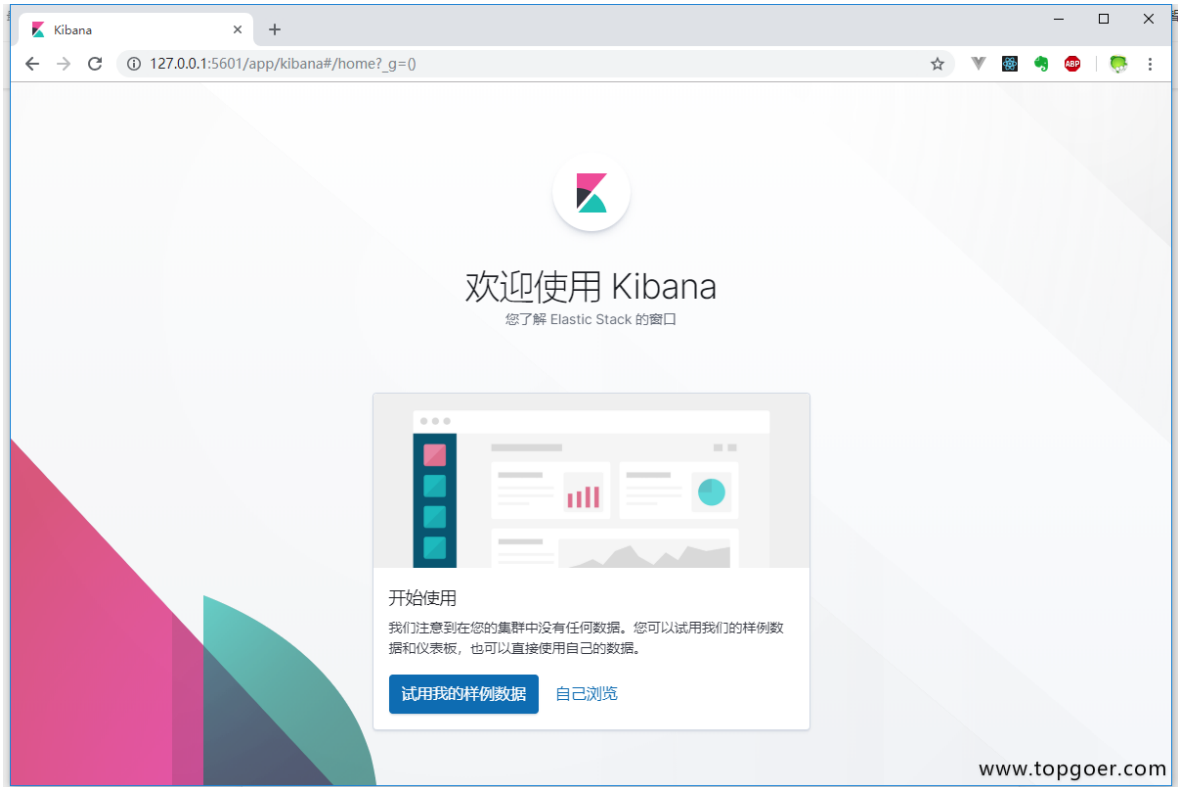 Kibana
127.0.0.1:5601/app/kibana#/home?_g=()
ABP
欢迎使用 Kibana
您了解 Elastic Stack 的窗口
开始使用
我们注意到在您的集群中没有任何数据。您可以试用我们的样例数
据和仪表板，也可以直接使用自己的数据。
试用我的样例数据 自己浏览
www.topgoer.com